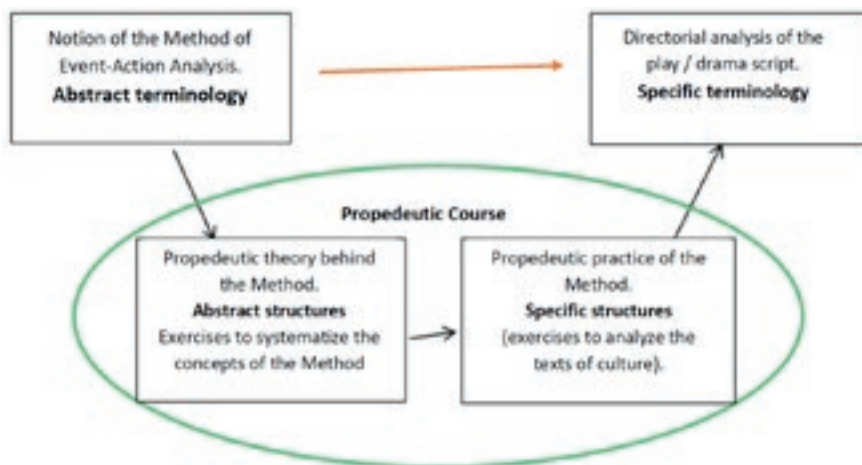 Notion of the Method of
Event-Action Analysis.
Abstract terminology
Directorial analysis of the
play / drama script.
Specific terminology
Propedeutic Course
Propedeutic theory behind
the Method.
Abstract structures
Exercises to systematize the
concepts of the Method
Propedeutic practice of the
Method.
Specific structures
(exercises to analyze the
texts of culture).